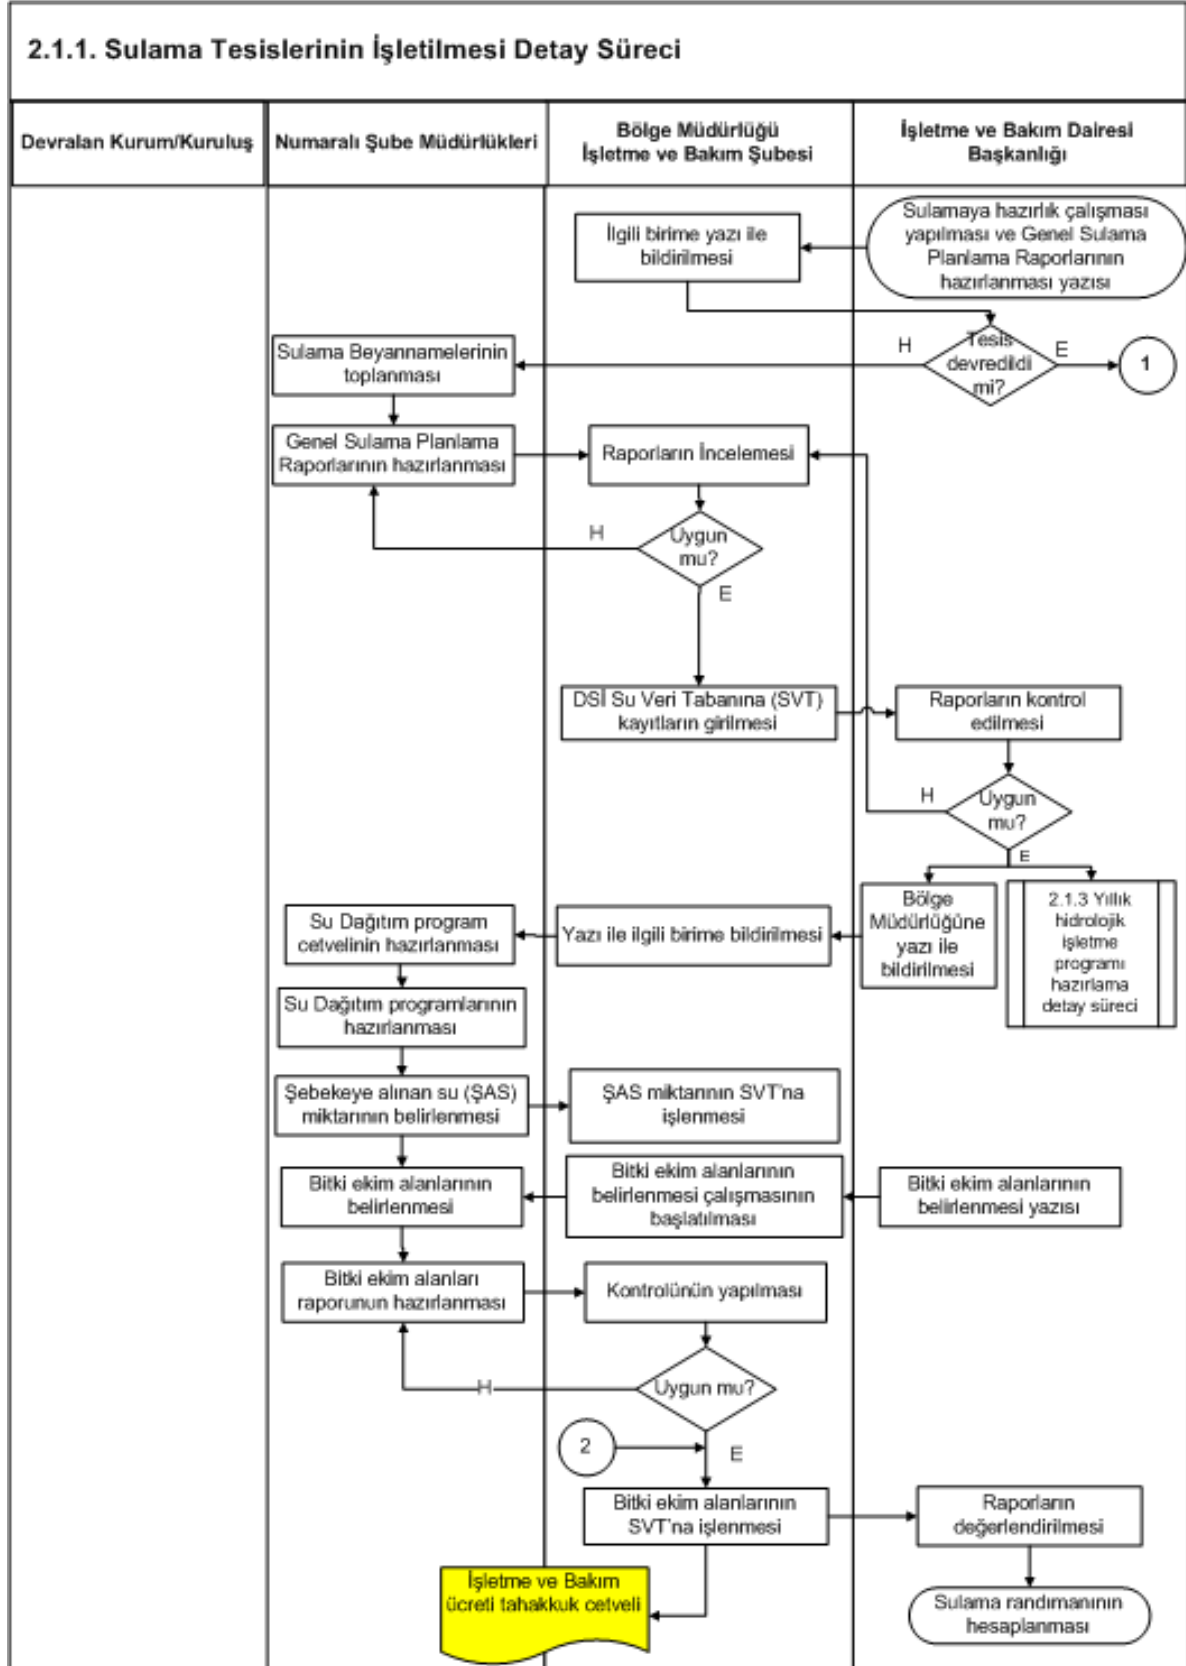 2.1.1. Sulama Tesislerinin İşletilmesi Detay Süreci
Devralan Kurum/Kuruluş
Numaralı Şube Müdürlükleri
Bölge Müdürlüğü
İşletme ve Bakım Şubesi
İşletme ve Bakım Dairesi
Başkanlığı
Sulamaya hazırlık çalışması
yapılması ve Genel Sulama
Planlama Raporlarının
hazırlanması yazısı
İlgili birime yazı ile
bildirilmesi
Tesis
devredildi
mi?
H
E
1
Sulama Beyannamelerinin
toplanması
Genel Sulama Planlama
Raporlarının hazırlanması
Raporların İncelemesi
Uygun
mu?
H
E
DSİ Su Veri Tabanına (SVT)
kayıtların girilmesi
Raporların kontrol
edilmesi
Uygun
mu?
H
E
Bölge
Müdürlüğüne
yazı ile
bildirilmesi
2.1.3 Yıllık
hidrolojik
işletme
programı
hazırlama
detay süreci
Yazı ile ilgili birime bildirilmesi
Su Dağıtım program
cetvelinin hazırlanması
Su Dağıtım programlarının
hazırlanması
Şebekeye alınan su (ŞAS)
miktarının belirlenmesi
ŞAS miktarının SVT'na
işlenmesi
Bitki ekim alanlarının
belirlenmesi
Bitki ekim alanlarının
belirlenmesi çalışmasının
başlatılması
Bitki ekim alanlarının
belirlenmesi yazısı
Bitki ekim alanları
raporunun hazırlanması
Kontrolünün yapılması
Uygun mu?
H
E
2
Bitki ekim alanlarının
SVT'na işlenmesi
Raporların
değerlendirilmesi
İşletme ve Bakım
ücreti tahakkuk cetveli
Sulama randımanının
hesaplanması